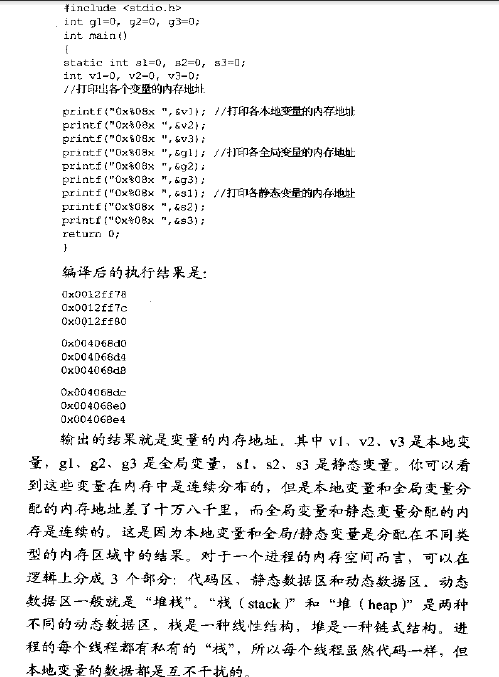 #include <stdio.h>
int g1=0, g2=0, g3=0;
int main()
{
static int s1=0, s2=0, s3=0;
int v1=0, v2=0, v3=0;
//打印出各个变量的内存地址
printf("0x%08x ",&v1); //打印各本地变量的内存地址
printf("0x%08x ",&v2);
printf("0x%08x ",&v3);
printf("0x%08x ",&g1); //打印各全局变量的内存地址
printf("0x%08x ",&g2);
printf("0x%08x ",&g3);
printf("0x%08x ",&s1); //打印各静态变量的内存地址
printf("0x%08x ",&s2);
printf("0x%08x ",&s3);
return 0;
}
编译后的执行结果是:
0x0012ff78
0x0012ff7c
0x0012ff80
0x004068d0
0x004068d4
0x004068d8
0x004068dc
0x004068e0
0x004068e4
输出的结果就是变量的内存地址。其中 v1、v2、v3 是本地变
量，g1、g2、g3 是全局变量，s1、s2、s3 是静态变量。你可以看
到这些变量在内存中是连续分布的，但是本地变量和全局变量分
配的内存地址差了十万八千里，而全局变量和静态变量分配的内
存是连续的。这是因为本地变量和全局/静态变量是分配在不同类
型的内存区域中的结果。对于一个进程的内存空间而言，可以在
逻辑上分成 3 个部分：代码区、静态数据区和动态数据区。动态
数据区一般就是“堆栈”。“栈（stack）”和“堆（heap）”是两种
不同的动态数据区。栈是一种线性结构，堆是一种链式结构。进
程的每个线程都有私有的“栈”，所以每个线程虽然代码一样，但
本地变量的数据都是互不干扰的。